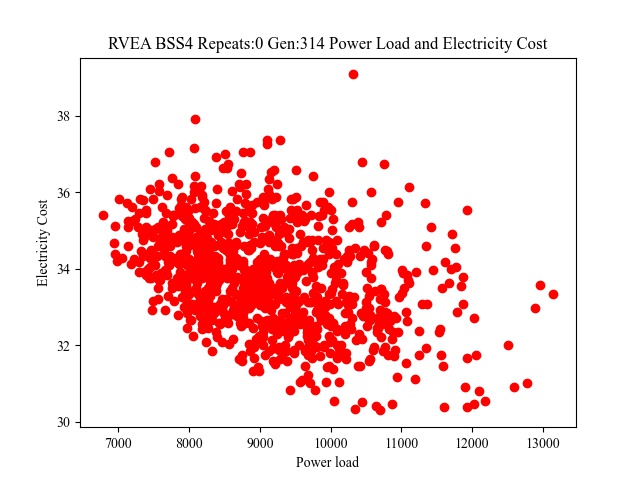 RVEA BSS4 Repeats:0 Gen:314 Power Load and Electricity Cost
Electricity Cost
38
36
34
32
30
7000 8000 9000 10000 11000 12000 13000
Power load